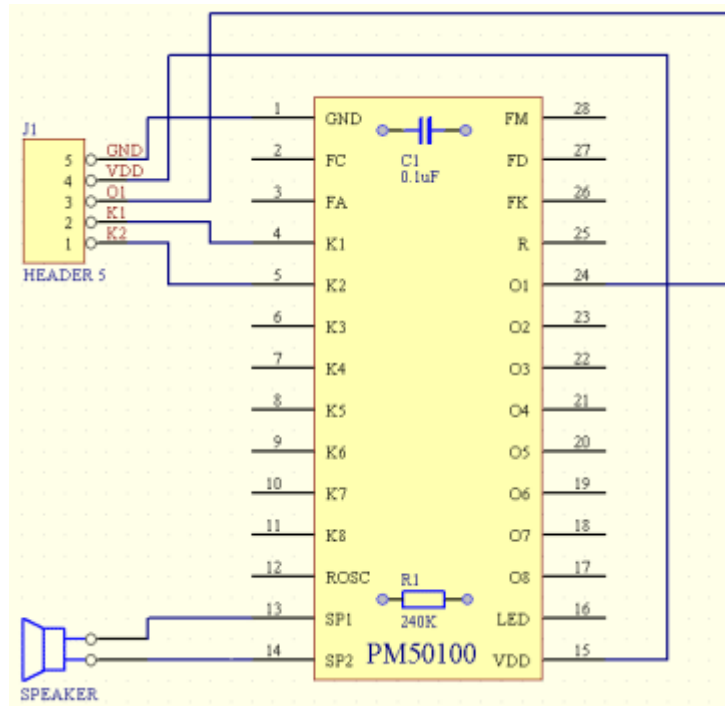 J1
5 GND
4 VDD
3 O1
2 K1
1 K2
HEADER 5
1 GND FM 28
2 FC FD 27
3 FA FK 26
4 K1 R 25
5 K2 O1 24
6 K3 O2 23
7 K4 O3 22
8 K5 O4 21
9 K6 O5 20
10 K7 O6 19
11 K8 O7 18
12 ROSC O8 17
13 SP1 LED 16
14 SP2 VDD 15
C1
0.1uF
R1
240K
PM50100
SPEAKER